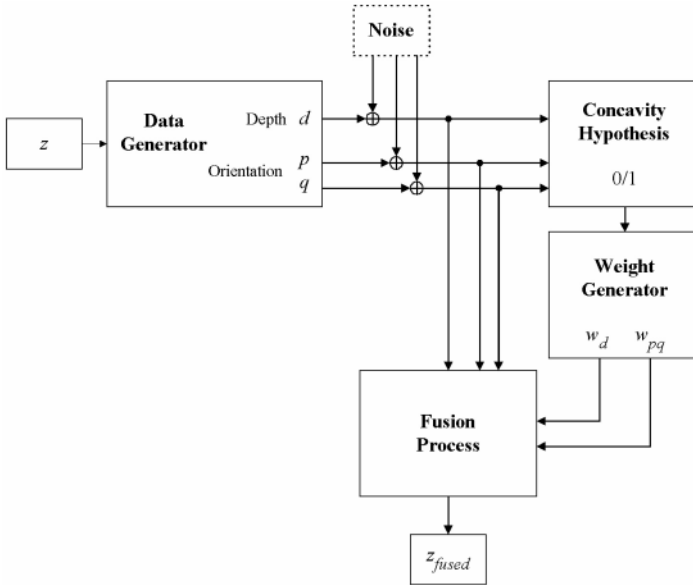 Noise
z
Data
Generator
Depth d
Orientation p
q
Concavity
Hypothesis
0/1
Weight
Generator
w_d w_pq
Fusion
Process
z_fused